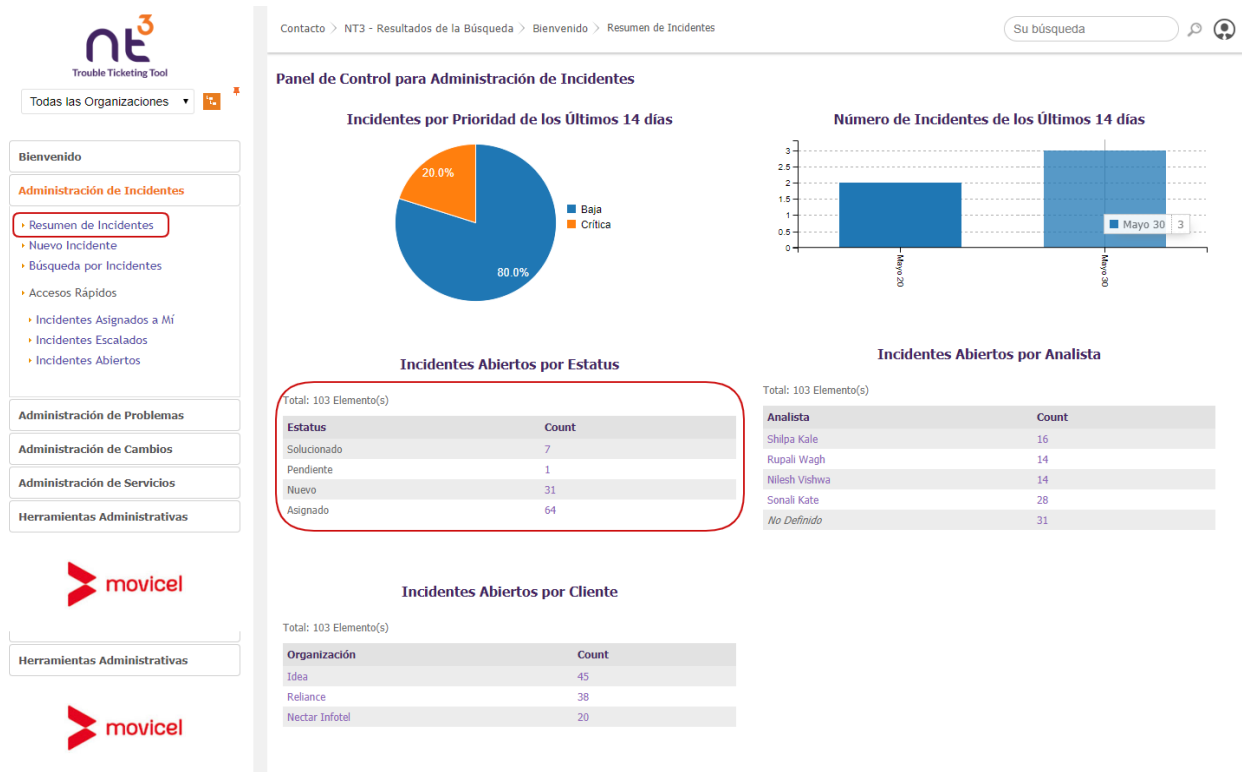 nt3
Trouble Ticketing Tool
Todas las Organizaciones
Bienvenido
Administración de Incidentes
Resumen de Incidentes
Nuevo Incidente
Búsqueda por Incidentes
Accesos Rápidos
Incidentes Asignados a Mí
Incidentes Escalados
Incidentes Abiertos
Administración de Problemas
Administración de Cambios
Administración de Servicios
Herramientas Administrativas
movicel
Herramientas Administrativas
movicel
Contacto > NT3 - Resultados de la Búsqueda > Bienvenido > Resumen de Incidentes
Su búsqueda
Panel de Control para Administración de Incidentes
Incidentes por Prioridad de los Últimos 14 días
20.0%
80.0%
Baja
Crítica
Número de Incidentes de los Últimos 14 días
3
2.5
2
1.5
1
0.5
0
Mayo 30 3
Mayo 20
Mayo 30
Incidentes Abiertos por Estatus
Total: 103 Elemento(s)
Estatus Count
Solucionado 7
Pendiente 1
Nuevo 31
Asignado 64
Incidentes Abiertos por Analista
Total: 103 Elemento(s)
Analista Count
Shilpa Kale 16
Rupali Wagh 14
Nilesh Vishwa 14
Sonali Kate 28
No Definido 31
Incidentes Abiertos por Cliente
Total: 103 Elemento(s)
Organización Count
Idea 45
Reliance 38
Nectar Infotel 20